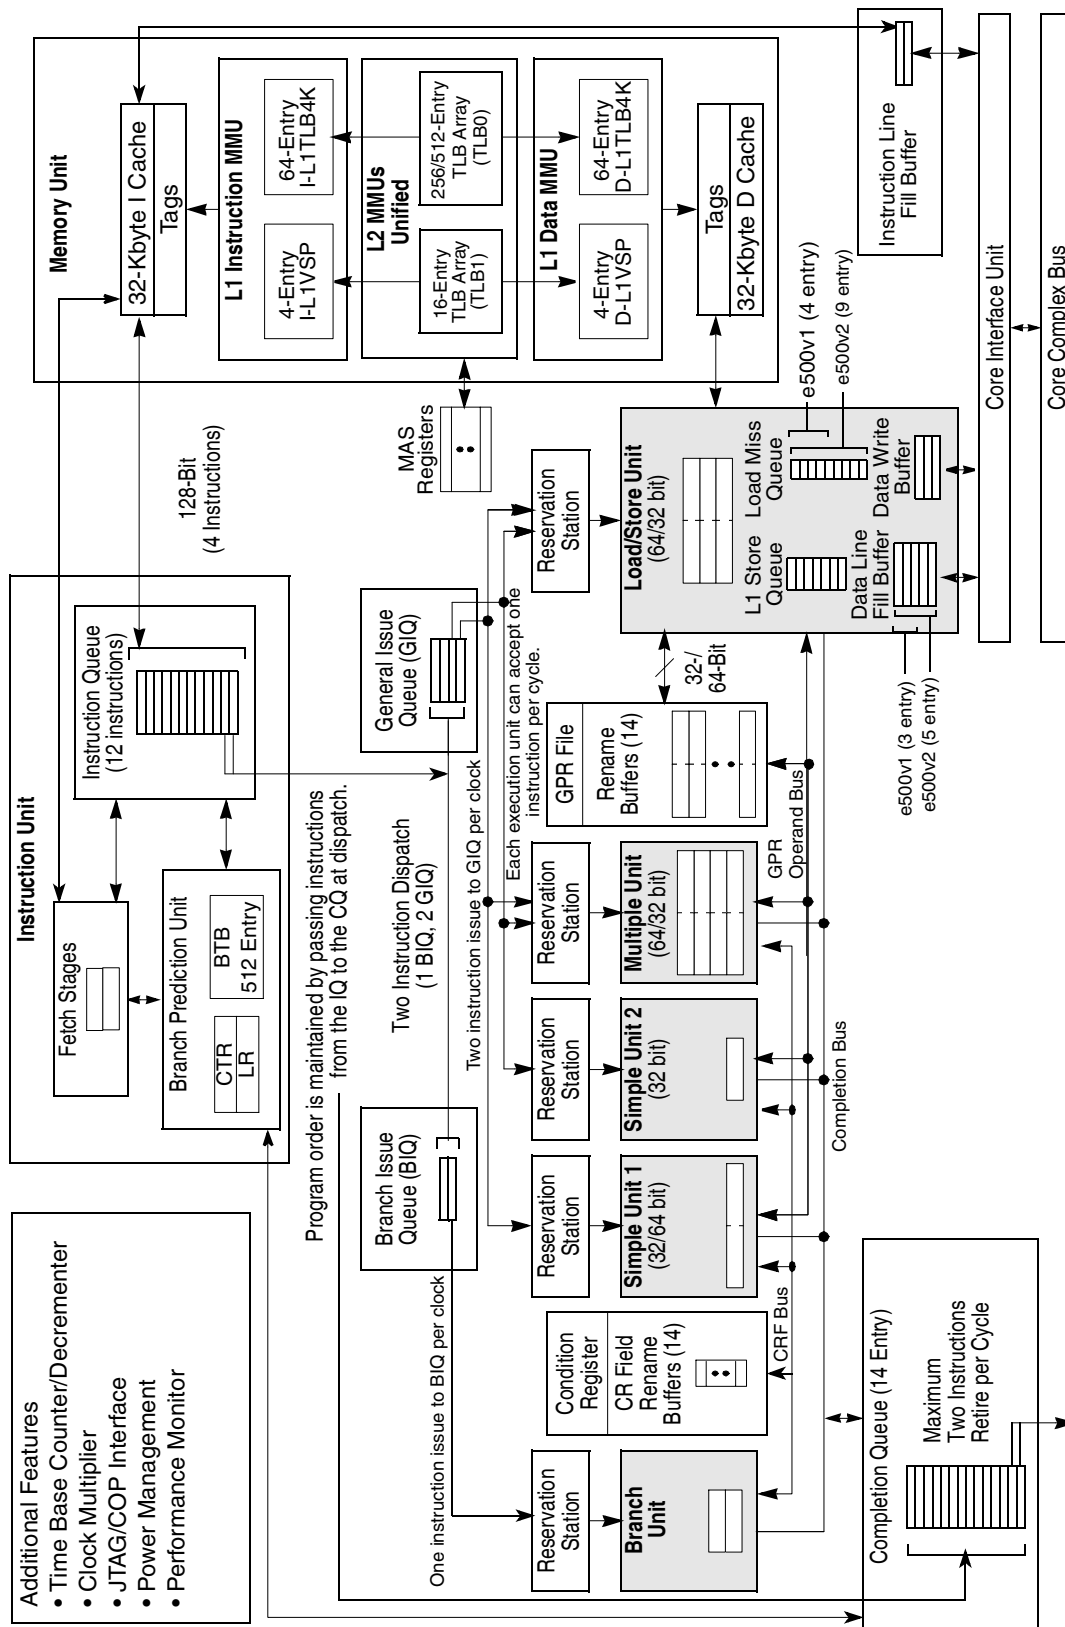 Additional Features
• Time Base Counter/Decrementer
• Clock Multiplier
• JTAG/COP Interface
• Power Management
• Performance Monitor
Instruction Unit
Fetch Stages
Branch Prediction Unit
CTR
LR
BTB
512 Entry
Instruction Queue
(12 instructions)
128-Bit
(4 Instructions)
Memory Unit
32-Kbyte I Cache
Tags
L1 Instruction MMU
4-Entry
I-L1VSP
64-Entry
I-L1TLB4K
L2 MMUs
Unified
16-Entry
TLB Array
(TLB1)
256/512-Entry
TLB Array
(TLB0)
L1 Data MMU
4-Entry
D-L1VSP
64-Entry
D-L1TLB4K
Tags
32-Kbyte D Cache
MAS
Registers
Program order is maintained by passing instructions
from the IQ to the CQ at dispatch.
Branch Issue
Queue (BIQ)
Two Instruction Dispatch
(1 BIQ, 2 GIQ)
General Issue
Queue (GIQ)
One instruction issue to BIQ per clock
Two instruction issue to GIQ per clock
Each execution unit can accept one
instruction per cycle.
Reservation
Station
Branch
Unit
Condition
Register
CR Field
Rename
Buffers (14)
CRF Bus
Reservation
Station
Simple Unit 1
(32/64 bit)
Reservation
Station
Simple Unit 2
(32 bit)
Reservation
Station
Multiple Unit
(64/32 bit)
GPR File
Rename
Buffers (14)
GPR
Operand Bus
Completion Bus
32-/
64-Bit
Reservation
Station
Load/Store Unit
(64/32 bit)
L1 Store
Queue
Load Miss
Queue
Data Line
Fill Buffer
Data Write
Buffer
e500v1 (4 entry)
e500v2 (9 entry)
e500v1 (3 entry)
e500v2 (5 entry)
Instruction Line
Fill Buffer
Completion Queue (14 Entry)
Maximum
Two Instructions
Retire per Cycle
Core Interface Unit
Core Complex Bus